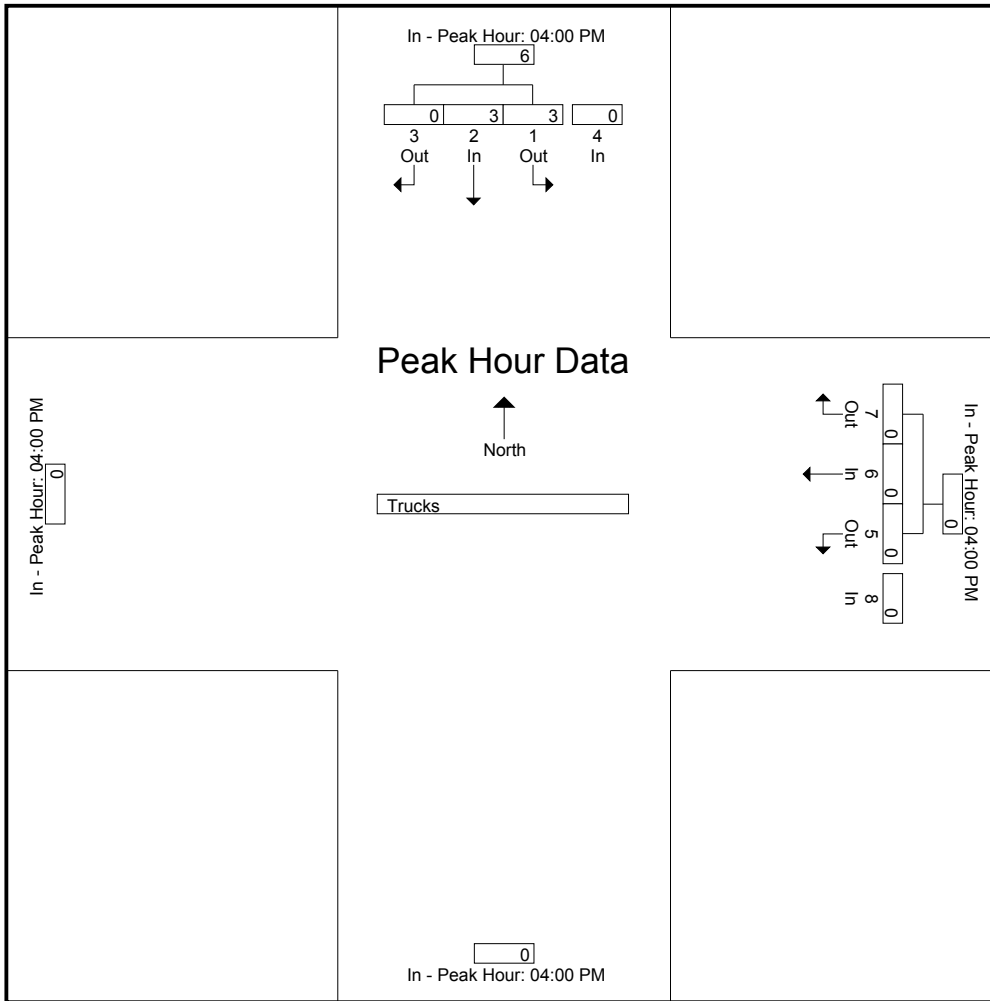 In - Peak Hour: 04:00 PM
6
0 3 3 0
3 2 1 4
Out In Out In
Peak Hour Data
North
Trucks
In - Peak Hour: 04:00 PM
0
Out 7 0
In 6 0
Out 5 0
In 8 0
0
In - Peak Hour: 04:00 PM
0
In - Peak Hour: 04:00 PM